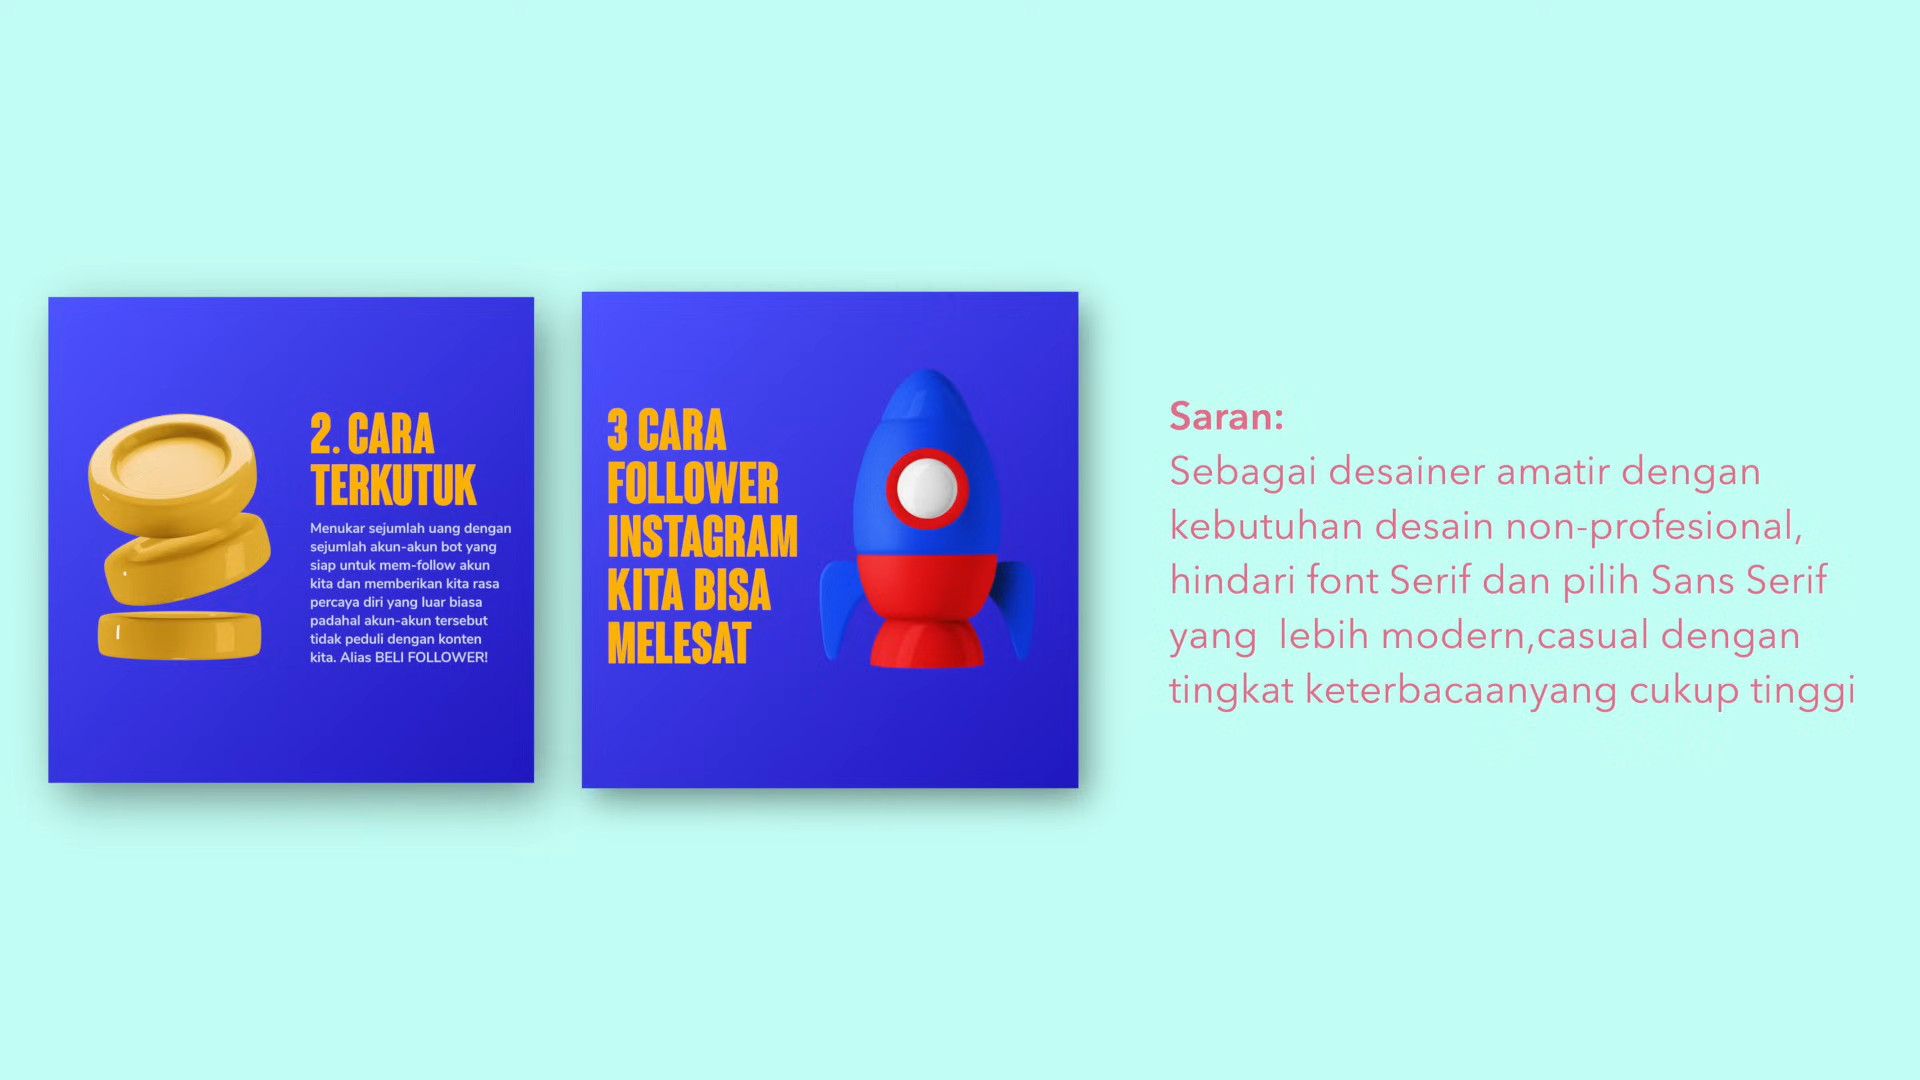 2. CARA
TERKUTUK
Menukar sejumlah uang dengan
sejumlah akun-akun bot yang
siap untuk mem-follow akun
kita dan memberikan kita rasa
percaya diri yang luar biasa
padahal akun-akun tersebut
tidak peduli dengan konten
kita. Alias BELI FOLLOWER!
3 CARA
FOLLOWER
INSTAGRAM
KITA BISA
MELESAT
Saran:
Sebagai desainer amatir dengan
kebutuhan desain non-profesional,
hindari font Serif dan pilih Sans Serif
yang  lebih modern,casual dengan
tingkat keterbacaanyang cukup tinggi